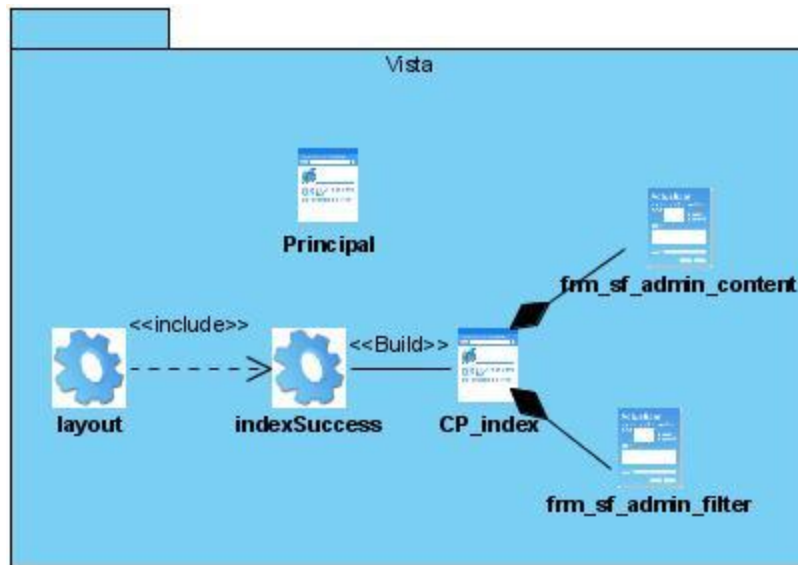 Vista
Principal
frm_sf_admin_content
<<include>>
<<Build>>
layout
indexSuccess
CP_index
frm_sf_admin_filter